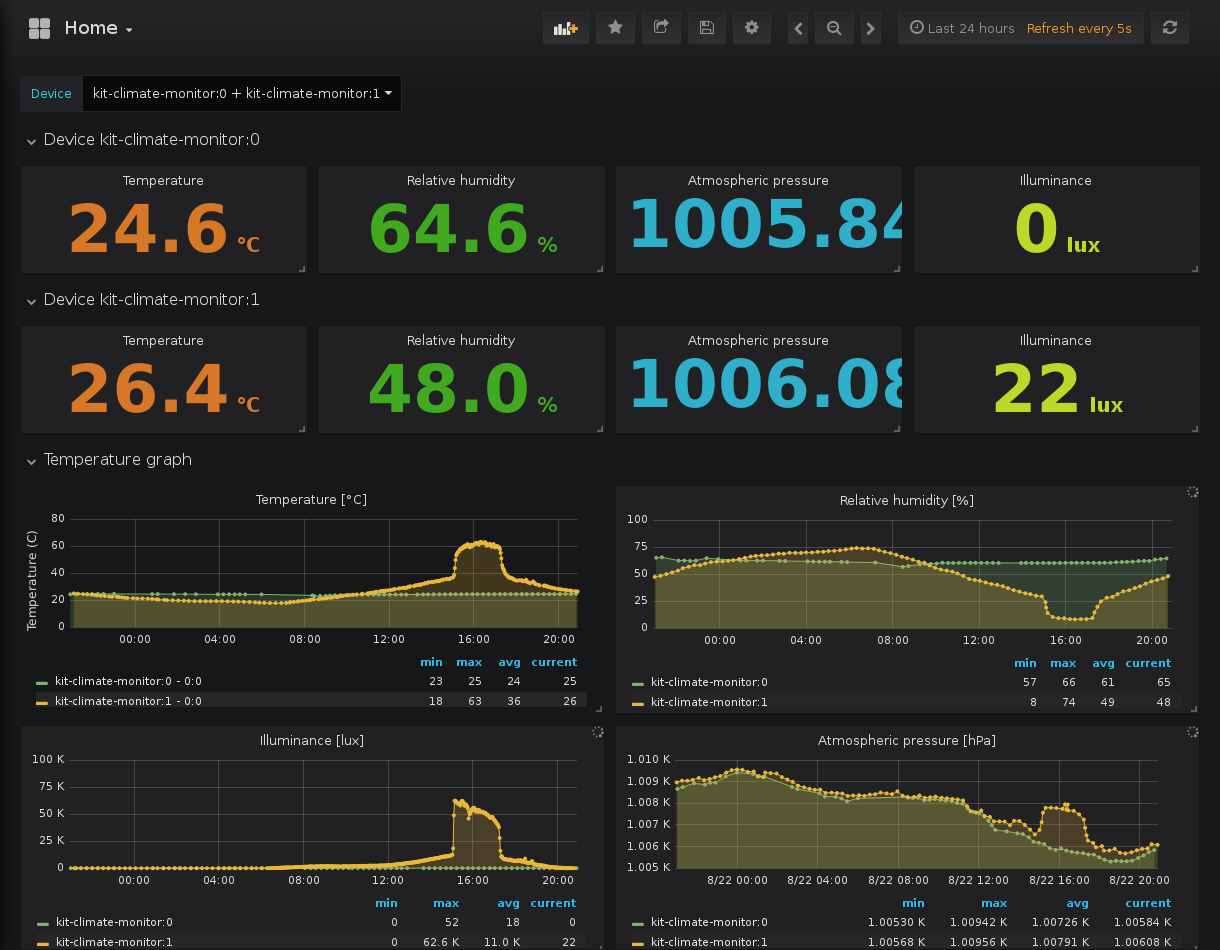 Home
Last 24 hours Refresh every 5s
Device kit-climate-monitor:0 + kit-climate-monitor:1
Device kit-climate-monitor:0
Temperature Relative humidity Atmospheric pressure Illuminance
24.6 °C 64.6 % 1005.84 0 lux
Device kit-climate-monitor:1
Temperature Relative humidity Atmospheric pressure Illuminance
26.4 °C 48.0 % 1006.08 22 lux
Temperature graph
Temperature [°C]
Temperature (C)
80
60
40
20
0
00:00 04:00 08:00 12:00 16:00 20:00
min max avg current
kit-climate-monitor:0 - 0:0 23 25 24 25
kit-climate-monitor:1 - 0:0 18 63 36 26
Relative humidity [%]
100
75
50
25
0
00:00 04:00 08:00 12:00 16:00 20:00
min max avg current
kit-climate-monitor:0 57 66 61 65
kit-climate-monitor:1 8 74 49 48
Illuminance [lux]
100 K
75 K
50 K
25 K
0
00:00 04:00 08:00 12:00 16:00 20:00
min max avg current
kit-climate-monitor:0 0 52 18 0
kit-climate-monitor:1 0 62.6 K 11.0 K 22
Atmospheric pressure [hPa]
1.010 K
1.009 K
1.008 K
1.007 K
1.006 K
1.005 K
8/22 00:00 8/22 04:00 8/22 08:00 8/22 12:00 8/22 16:00 8/22 20:00
min max avg current
kit-climate-monitor:0 1.00530 K 1.00942 K 1.00726 K 1.00584 K
kit-climate-monitor:1 1.00568 K 1.00956 K 1.00791 K 1.00608 K